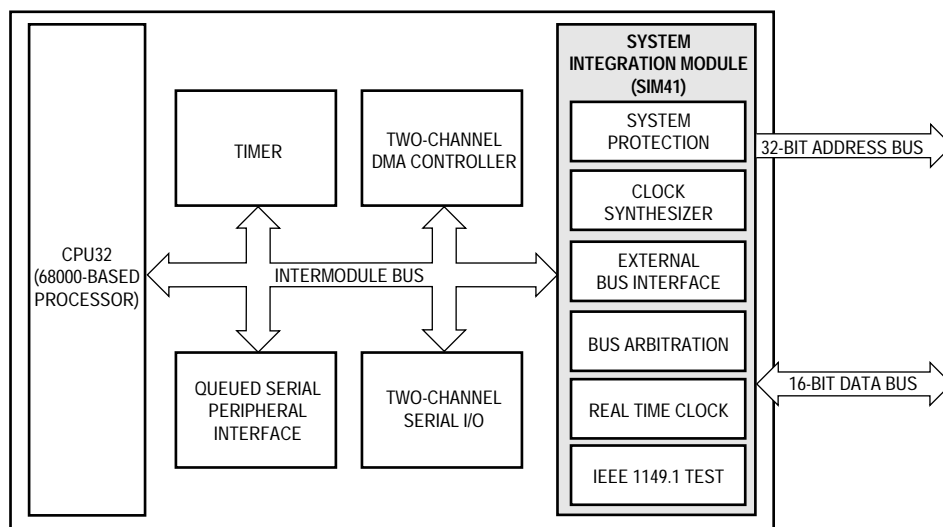 CPU32
(68000-BASED
PROCESSOR)
TIMER
TWO-CHANNEL
DMA CONTROLLER
INTERMODULE BUS
QUEUED SERIAL
PERIPHERAL
INTERFACE
TWO-CHANNEL
SERIAL I/O
SYSTEM
INTEGRATION MODULE
(SIM41)
SYSTEM
PROTECTION
CLOCK
SYNTHESIZER
EXTERNAL
BUS INTERFACE
BUS ARBITRATION
REAL TIME CLOCK
IEEE 1149.1 TEST
32-BIT ADDRESS BUS
16-BIT DATA BUS